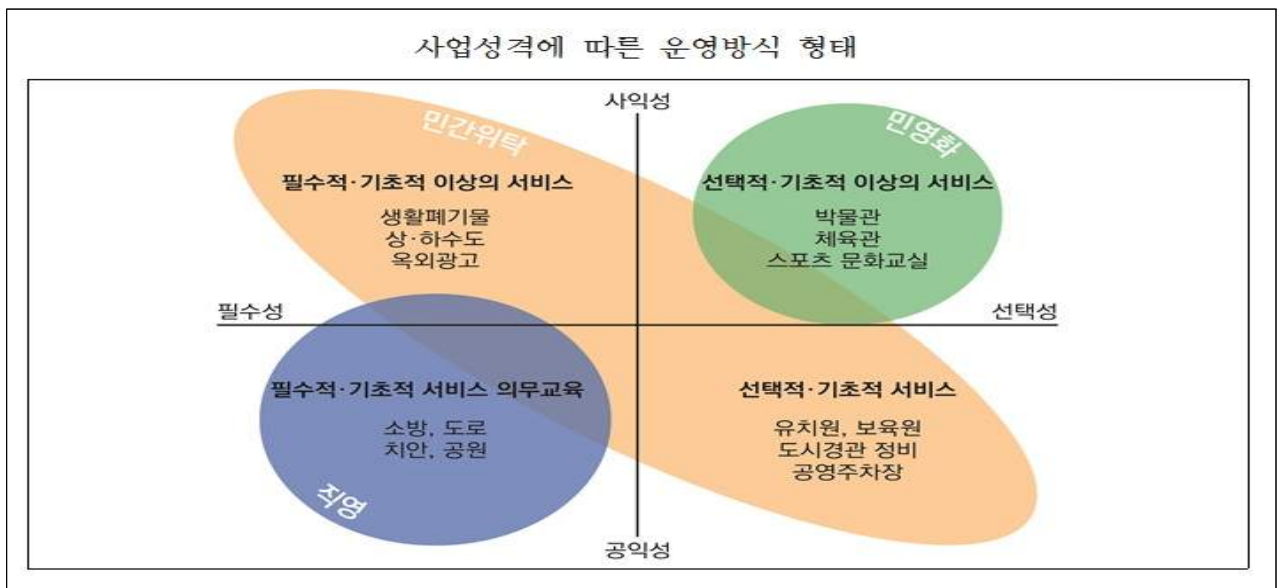 사업성격에 따른 운영방식 형태
사익성
민간위탁
민영화
필수적·기초적 이상의 서비스
생활폐기물
상·하수도
옥외광고
선택적·기초적 이상의 서비스
박물관
체육관
스포츠 문화교실
필수성
선택성
필수적·기초적 서비스 의무교육
소방, 도로
치안, 공원
직영
선택적·기초적 서비스
유치원, 보육원
도시경관 정비
공영주차장
공익성